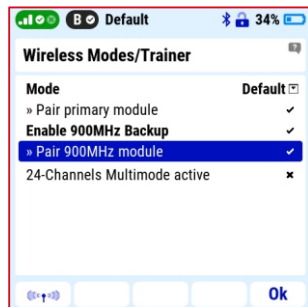 B Default 34%
Wireless Modes/Trainer
Mode Default
» Pair primary module
Enable 900MHz Backup
» Pair 900MHz module
24-Channels Multimode active
Ok